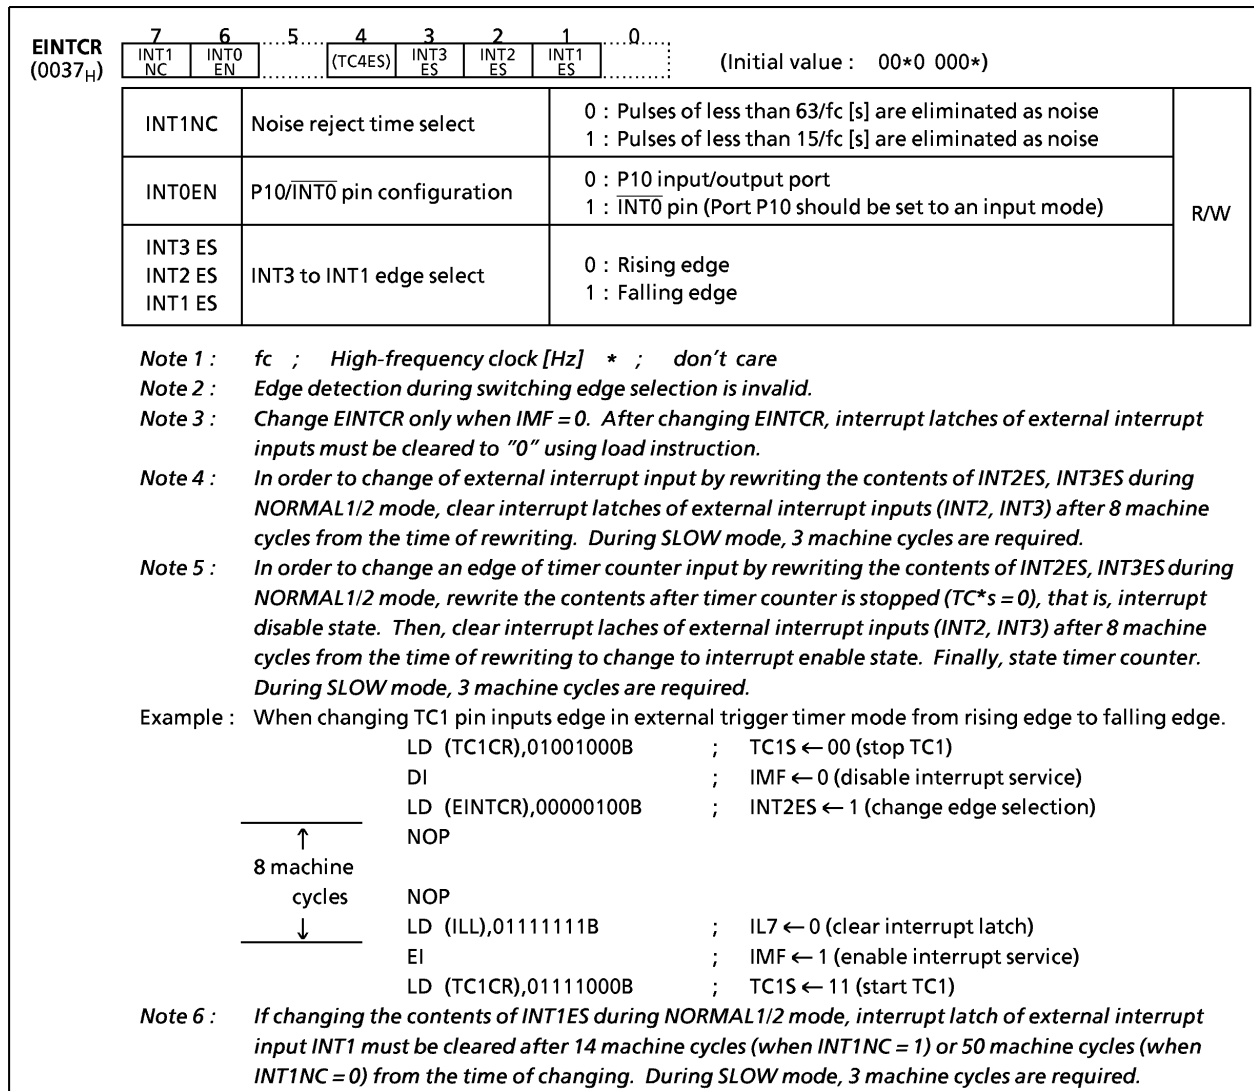 7 6 5 4 3 2 1 0
EINTCR
(0037H)
INT1 NC
INT0 EN
(TC4ES)
INT3 ES
INT2 ES
INT1 ES
(Initial value : 00*0 000*)
INT1NC
Noise reject time select
0 : Pulses of less than 63/fc [s] are eliminated as noise
1 : Pulses of less than 15/fc [s] are eliminated as noise
INT0EN
P10/INT0 pin configuration
0 : P10 input/output port
1 : INT0 pin (Port P10 should be set to an input mode)
R/W
INT3 ES
INT2 ES
INT1 ES
INT3 to INT1 edge select
0 : Rising edge
1 : Falling edge
Note 1 : fc ; High-frequency clock [Hz] * ; don't care
Note 2 : Edge detection during switching edge selection is invalid.
Note 3 : Change EINTCR only when IMF = 0. After changing EINTCR, interrupt latches of external interrupt
inputs must be cleared to "0" using load instruction.
Note 4 : In order to change of external interrupt input by rewriting the contents of INT2ES, INT3ES during
NORMAL1/2 mode, clear interrupt latches of external interrupt inputs (INT2, INT3) after 8 machine
cycles from the time of rewriting. During SLOW mode, 3 machine cycles are required.
Note 5 : In order to change an edge of timer counter input by rewriting the contents of INT2ES, INT3ES during
NORMAL1/2 mode, rewrite the contents after timer counter is stopped (TC*s = 0), that is, interrupt
disable state. Then, clear interrupt laches of external interrupt inputs (INT2, INT3) after 8 machine
cycles from the time of rewriting to change to interrupt enable state. Finally, state timer counter.
During SLOW mode, 3 machine cycles are required.
Example : When changing TC1 pin inputs edge in external trigger timer mode from rising edge to falling edge.
LD (TC1CR),01001000B ; TC1S ← 00 (stop TC1)
DI ; IMF ← 0 (disable interrupt service)
LD (EINTCR),00000100B ; INT2ES ← 1 (change edge selection)
↑ NOP
8 machine
cycles NOP
↓ LD (ILL),01111111B ; IL7 ← 0 (clear interrupt latch)
EI ; IMF ← 1 (enable interrupt service)
LD (TC1CR),01111000B ; TC1S ← 11 (start TC1)
Note 6 : If changing the contents of INT1ES during NORMAL1/2 mode, interrupt latch of external interrupt
input INT1 must be cleared after 14 machine cycles (when INT1NC = 1) or 50 machine cycles (when
INT1NC = 0) from the time of changing. During SLOW mode, 3 machine cycles are required.